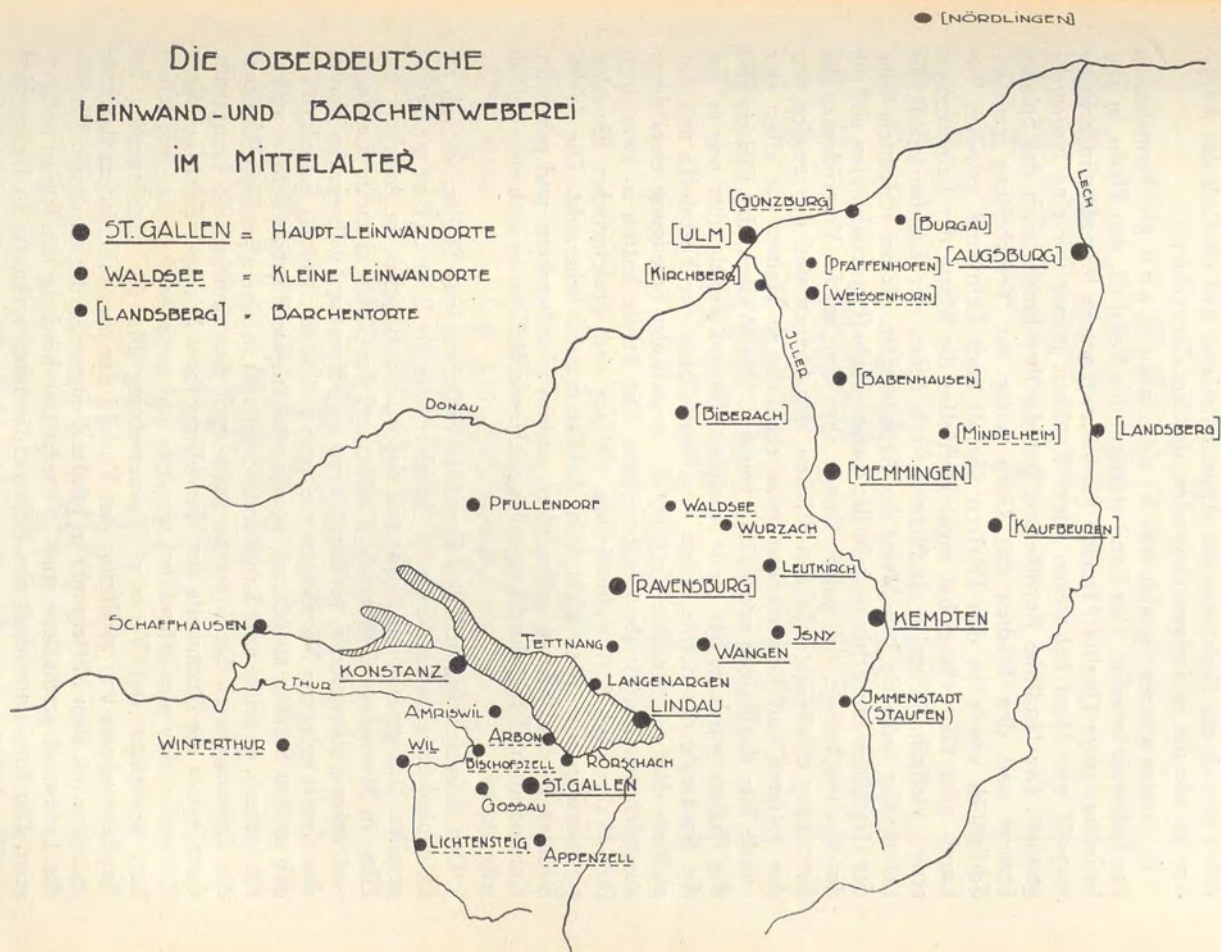 [NÖRDLINGEN]
DIE OBERDEUTSCHE
LEINWAND-UND BARCHENTWEBEREI
IM MITTELALTER
ST. GALLEN = HAUPT-LEINWANDORTE
WALDSEE = KLEINE LEINWANDORTE
[LANDSBERG] = BARCHENTORTE
LECH
[GÜNZBURG]
[BURGAU]
[ULM]
[PFAFFENHOFEN]
[AUGSBURG]
[KIRCHBERG]
[WEISSENHORN]
ILLER
[BABENHAUSEN]
DONAU
[BIBERACH]
[MINDELHEIM]
[LANDSBERG]
[MEMMINGEN]
PFULLENDORF
WALDSEE
WURZACH
[KAUFBEUREN]
LEUTKIRCH
[RAVENSBURG]
SCHAFFHAUSEN
KEMPTEN
TETTNANG
WANGEN
ISNY
KONSTANZ
THUR
LANGENARGEN
LINDAU
IMMENSTADT
(STAUFEN)
AMRISWIL
WINTERTHUR
WIL
ARBON
BISCHOFSZELL
RORSCHACH
ST. GALLEN
GOSSAU
LICHTENSTEIG
APPENZELL